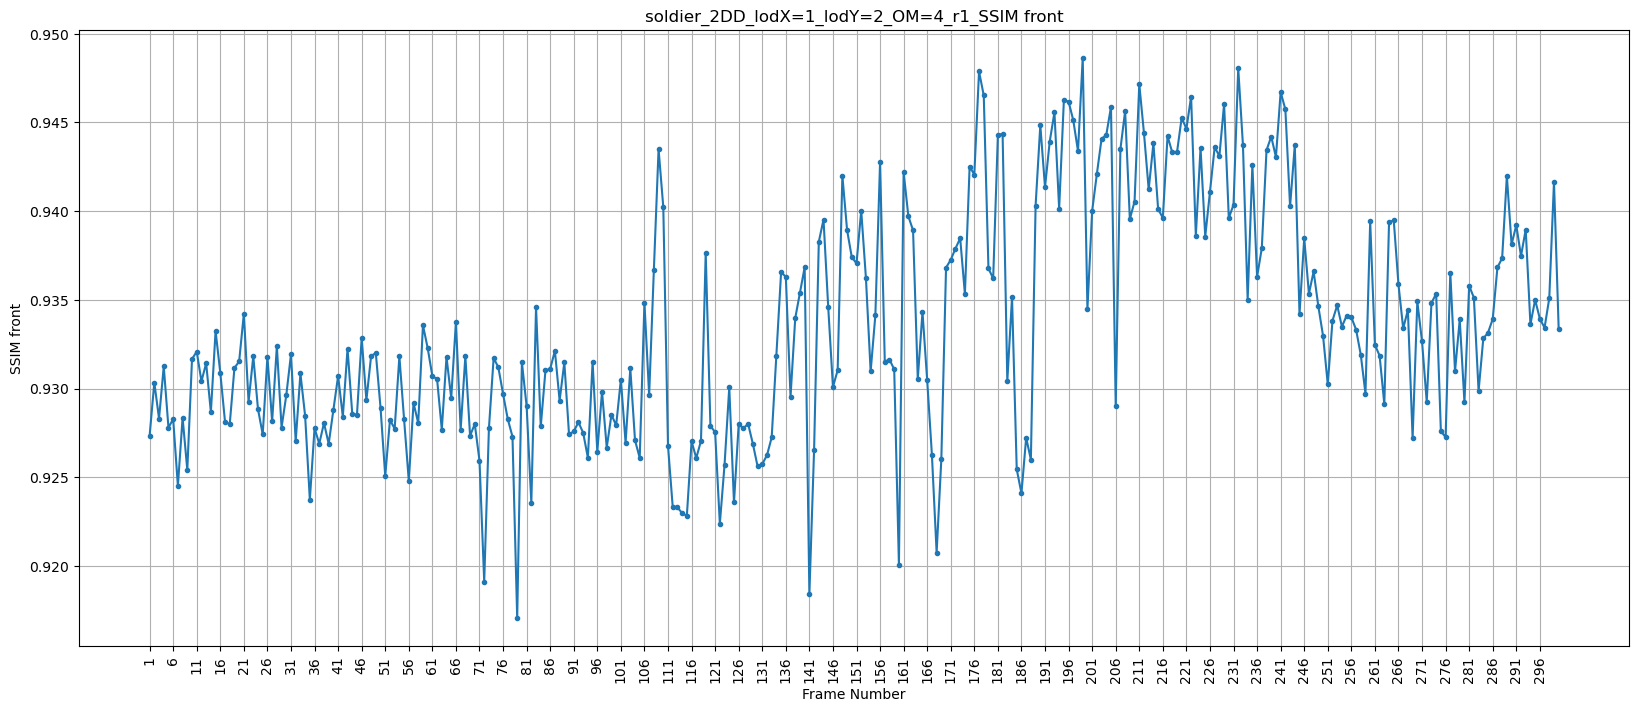 soldier_2DD_lodX=1_lodY=2_OM=4_r1_SSIM front
SSIM front
0.950
0.945
0.940
0.935
0.930
0.925
0.920
1 6 11 16 21 26 31 36 41 46 51 56 61 66 71 76 81 86 91 96 101 106 111 116 121 126 131 136 141 146 151 156 161 166 171 176 181 186 191 196 201 206 211 216 221 226 231 236 241 246 251 256 261 266 271 276 281 286 291 296
Frame Number